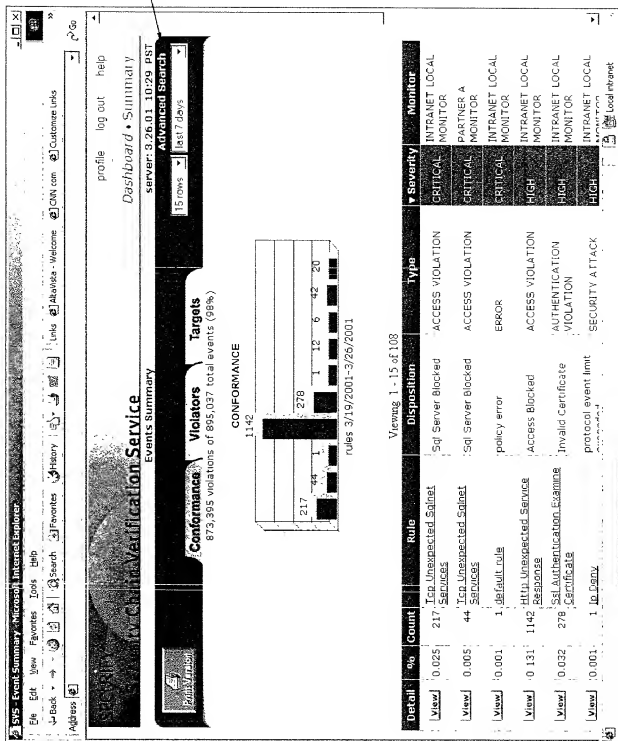 SVS - Event Summary - Microsoft Internet Explorer
File Edit View Favorites Tools Help
Back Search Favorites History Links AltaVista - Welcome CNN com Customize Links
Address Go
profile log out help
Verification Service
Dashboard • Summary
Events Summary
server: 3.26.01 10:29 PST
Advanced Search
15 rows last 7 days
Conformance Violators Targets
873,395 violations of 895,037 total events (98%)
CONFORMANCE
217 44 1 1142 278 1 12 6 42 20
rules 3/19/2001-3/26/2001
Viewing 1 - 15 of 108
Detail % Count Rule Disposition Type Severity Monitor
View 0.025 217 Tcp Unexpected Sqlnet Services Sql Server Blocked ACCESS VIOLATION CRITICAL INTRANET LOCAL MONITOR
View 0.005 44 Tcp Unexpected Sqlnet Services Sql Server Blocked ACCESS VIOLATION CRITICAL PARTNER A MONITOR
View 0.001 1 default rule policy error ERROR CRITICAL INTRANET LOCAL MONITOR
View 0 131 1142 Http Unexpected Service Response Access Blocked ACCESS VIOLATION HIGH INTRANET LOCAL MONITOR
View 0.032 278 Ssl Authentication Examine Certificate Invalid Certificate AUTHENTICATION VIOLATION HIGH INTRANET LOCAL MONITOR
View 0.001 1 Ip Deny protocol event limit SECURITY ATTACK HIGH INTRANET LOCAL
Local intranet